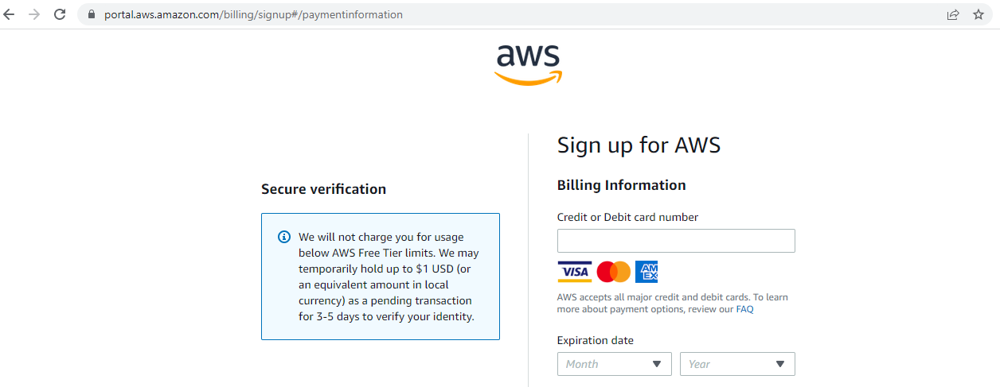 portal.aws.amazon.com/billing/signup#/paymentinformation
aws
Sign up for AWS
Secure verification
We will not charge you for usage
below AWS Free Tier limits. We may
temporarily hold up to $1 USD (or
an equivalent amount in local
currency) as a pending transaction
for 3-5 days to verify your identity.
Billing Information
Credit or Debit card number
VISA
AM
EX
AWS accepts all major credit and debit cards. To learn
more about payment options, review our FAQ
Expiration date
Month
Year